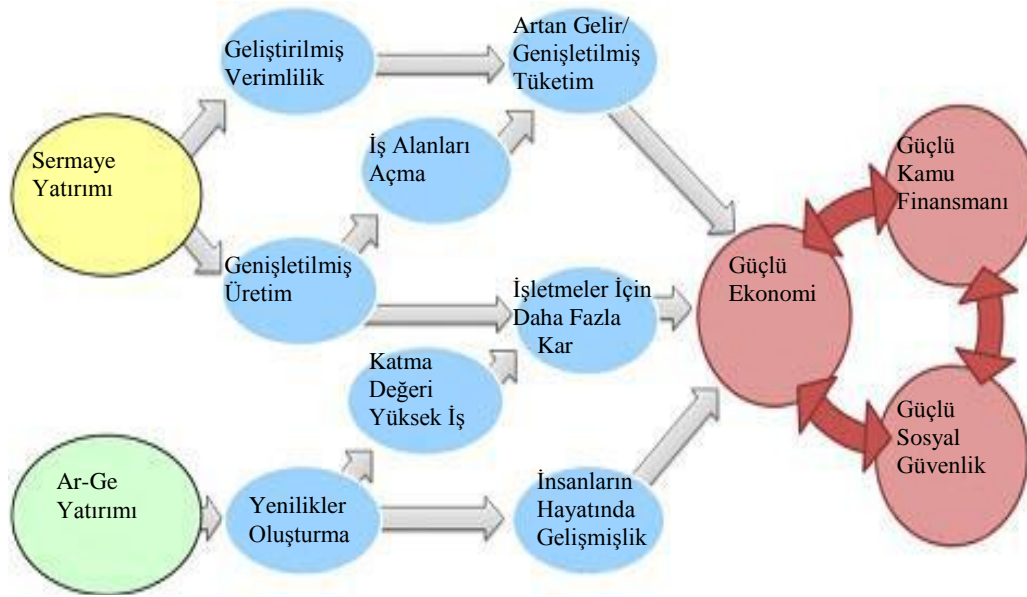 Geliştirilmiş
Verimlilik
Artan Gelir/
Genişletilmiş
Tüketim
Sermaye
Yatırımı
İş Alanları
Açma
Güçlü
Kamu
Finansmanı
Genişletilmiş
Üretim
İşletmeler İçin
Daha Fazla
Kar
Güçlü
Ekonomi
Katma
Değeri
Yüksek İş
Güçlü
Sosyal
Güvenlik
Ar-Ge
Yatırımı
Yenilikler
Oluşturma
İnsanların
Hayatında
Gelişmişlik